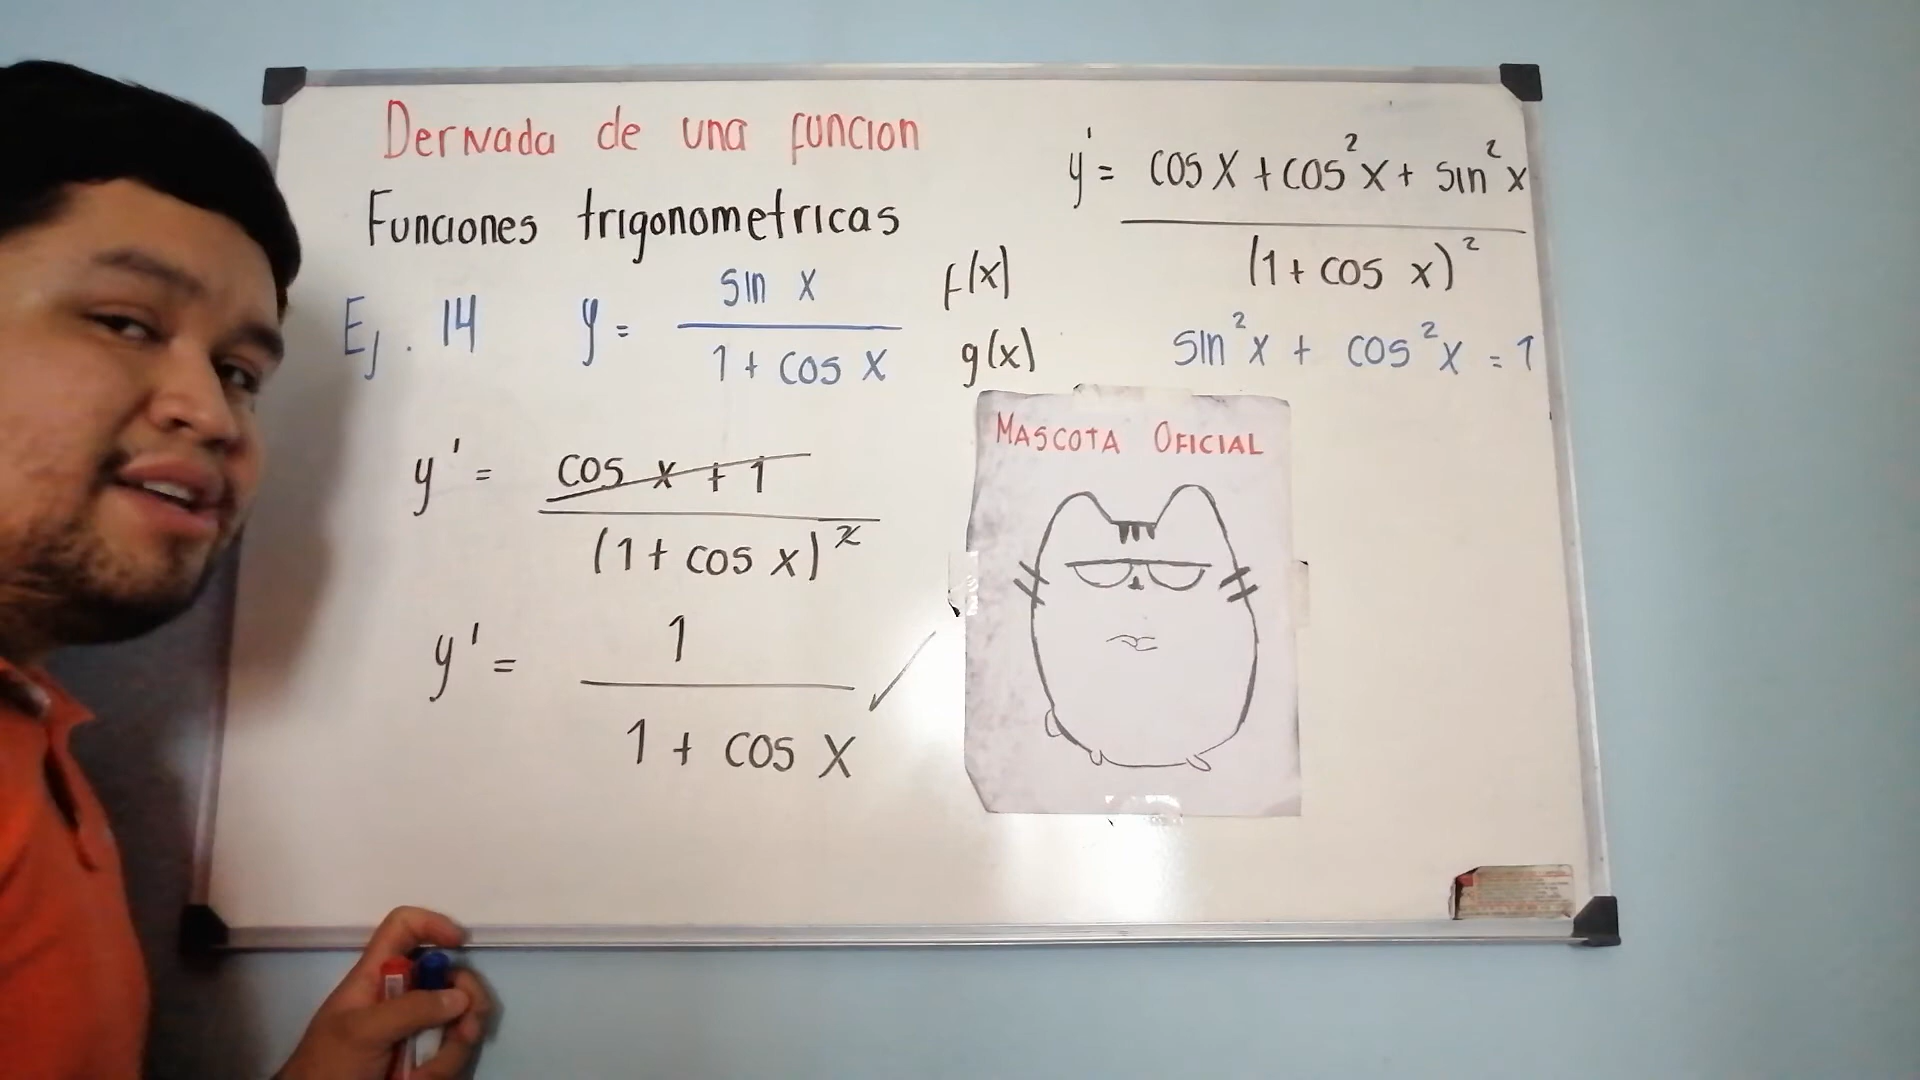 Derivada de una funcion
Funciones trigonometricas
Ej. 14 y = sin x / 1 + cos x
f(x)
g(x)
y' = cos x + 1 / (1 + cos x)²
y' = 1 / 1 + cos x
y' = cos x + cos²x + sin²x / (1 + cos x)²
sin²x + cos²x = 1
MASCOTA OFICIAL